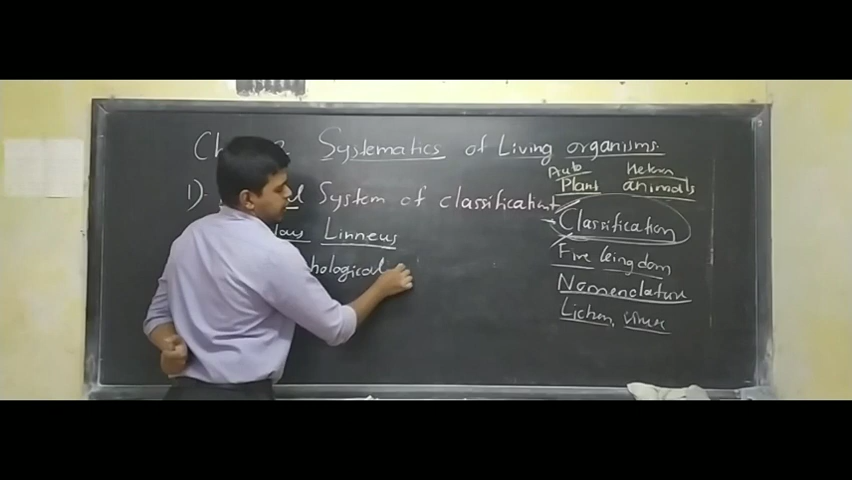 Systematics of Living organisms.
1). System of classification
Linneus
hological
Auto Hetero
Plant animals
Classification
Five kingdom
Nomenclature
Lichen, virus